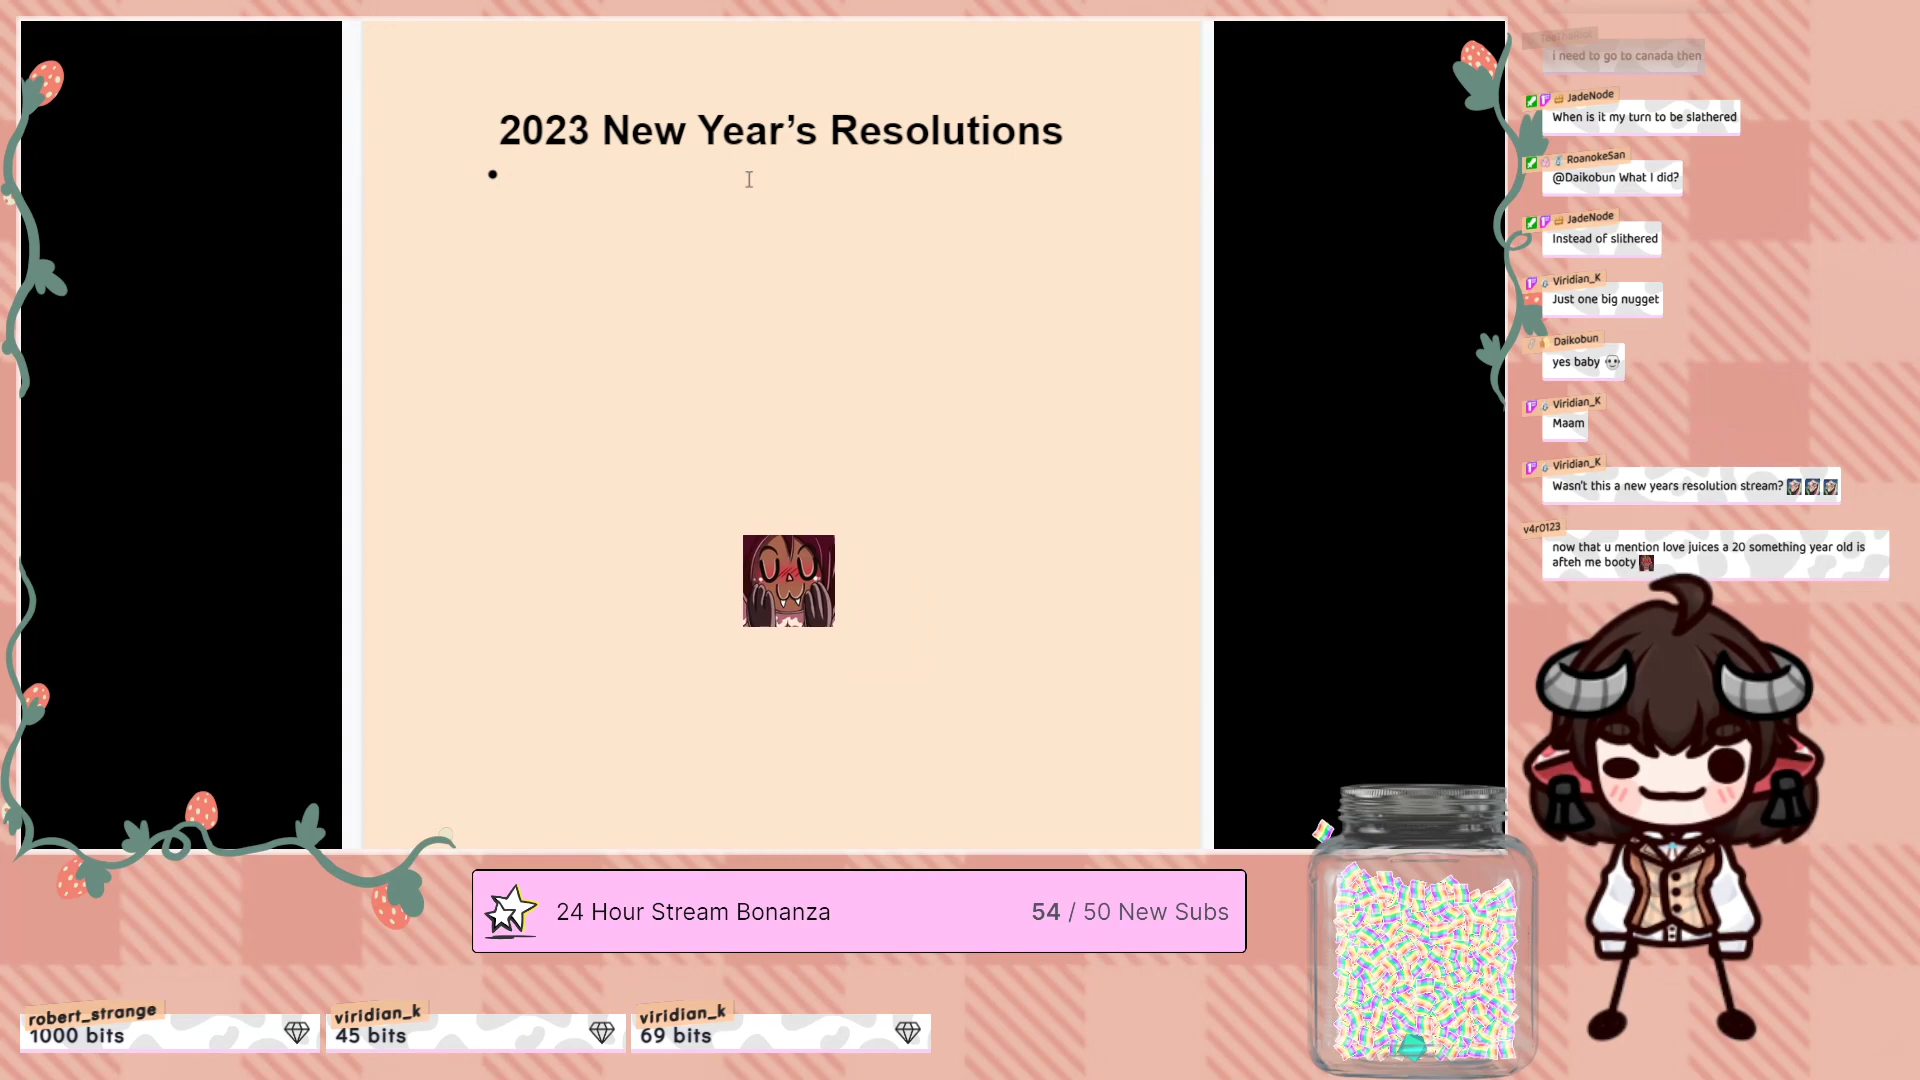 2023 New Year’s Resolutions
i need to go to canada then
JadeNode
When is it my turn to be slathered
RoanokeSan
@Daikobun What I did?
JadeNode
Instead of slithered
Viridian_K
Just one big nugget
Daikobun
yes baby
Viridian_K
Maam
Viridian_K
Wasn't this a new years resolution stream?
v4r0123
now that u mention love juices a 20 something year old is
afteh me booty
24 Hour Stream Bonanza
54 / 50 New Subs
robert_strange
1000 bits
viridian_k
45 bits
viridian_k
69 bits